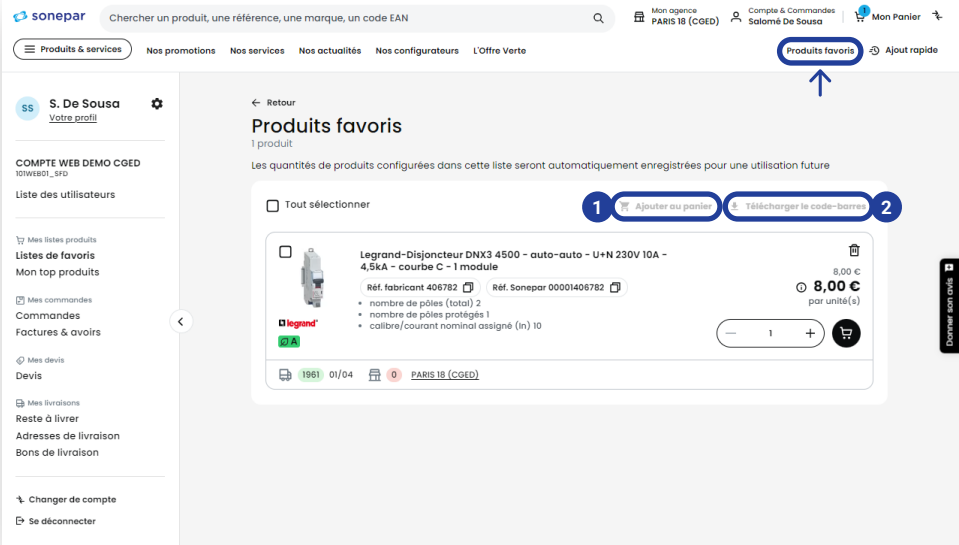 sonepar
Chercher un produit, une référence, une marque, un code EAN
Mon agence
PARIS 18 (CGED)
Compte & Commandes
Salomé De Sousa
1
Mon Panier
Produits & services
Nos promotions
Nos services
Nos actualités
Nos configurateurs
L'Offre Verte
Produits favoris
Ajout rapide
SS
S. De Sousa
Votre profil
COMPTE WEB DEMO CGED
101WEB01_SFD
Liste des utilisateurs
Mes listes produits
Listes de favoris
Mon top produits
Mes commandes
Commandes
Factures & avoirs
Mes devis
Devis
Mes livraisons
Reste à livrer
Adresses de livraison
Bons de livraison
Changer de compte
Se déconnecter
Retour
Produits favoris
1 produit
Les quantités de produits configurées dans cette liste seront automatiquement enregistrées pour une utilisation future
Tout sélectionner
1
Ajouter au panier
Télécharger le code-barres
2
Legrand-Disjoncteur DNX3 4500 - auto-auto - U+N 230V 10A -
4,5kA - courbe C - 1 module
Réf. fabricant 406782
Réf. Sonepar 00001406782
• nombre de pôles (total) 2
• nombre de pôles protégés 1
• calibre/courant nominal assigné (In) 10
legrand
A
8,00 €
8,00 €
par unité(s)
1
1961
01/04
0
PARIS 18 (CGED)
Donner son avis